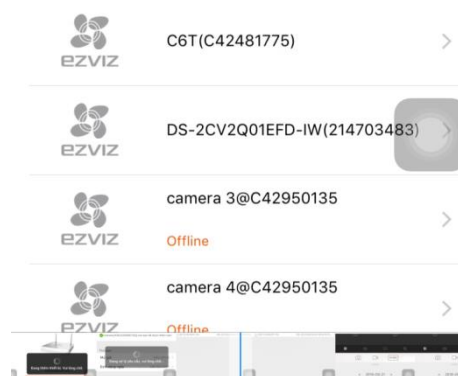 ezviz
C6T(C42481775)
ezviz
DS-2CV2Q01EFD-IW(214703483)
ezviz
camera 3@C42950135
Offline
ezviz
camera 4@C42950135
Offline